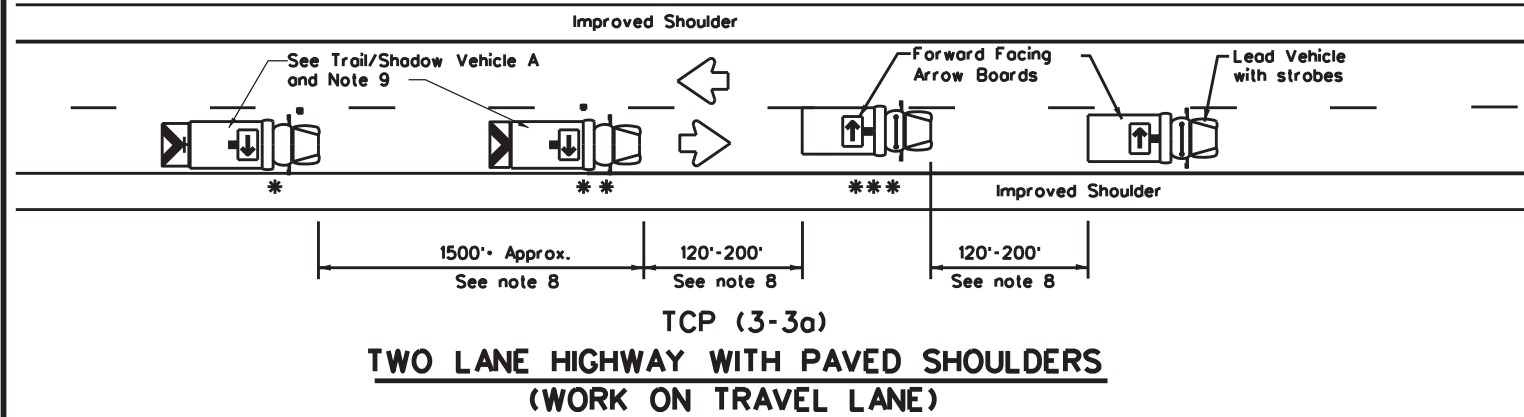 Improved Shoulder
See Trail/Shadow Vehicle A
and Note 9
Forward Facing
Arrow Boards
Lead Vehicle
with strobes
*
**
***
Improved Shoulder
1500'+ Approx.
See note 8
120'-200'
See note 8
120'-200'
See note 8
TCP (3-3a)
TWO LANE HIGHWAY WITH PAVED SHOULDERS
(WORK ON TRAVEL LANE)